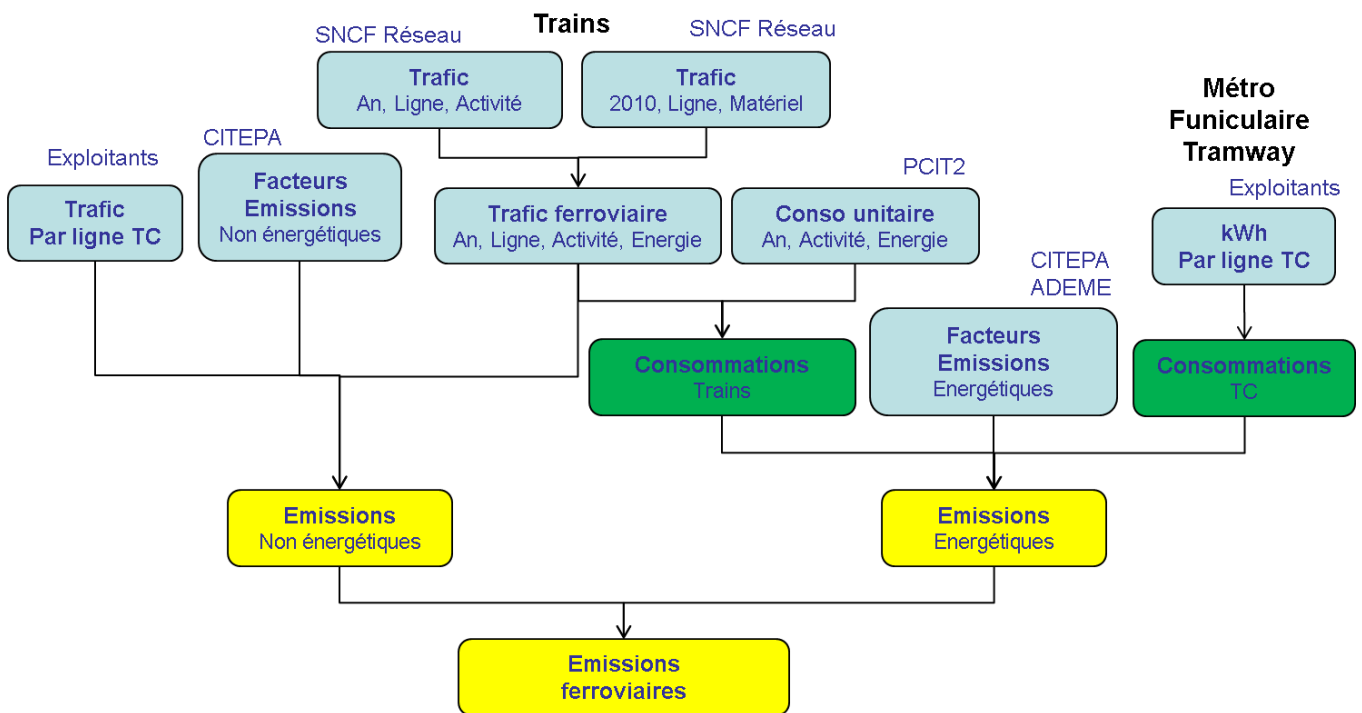 Trains
SNCF Réseau
SNCF Réseau
Trafic
An, Ligne, Activité
Trafic
2010, Ligne, Matériel
Métro
Funiculaire
Tramway
Exploitants
CITEPA
Exploitants
PCIT2
Trafic
Par ligne TC
Facteurs
Emissions
Non énergétiques
Trafic ferroviaire
An, Ligne, Activité, Energie
Conso unitaire
An, Activité, Energie
kWh
Par ligne TC
CITEPA
ADEME
Consommations
Trains
Facteurs
Emissions
Energétiques
Consommations
TC
Emissions
Non énergétiques
Emissions
Energétiques
Emissions
ferroviaires